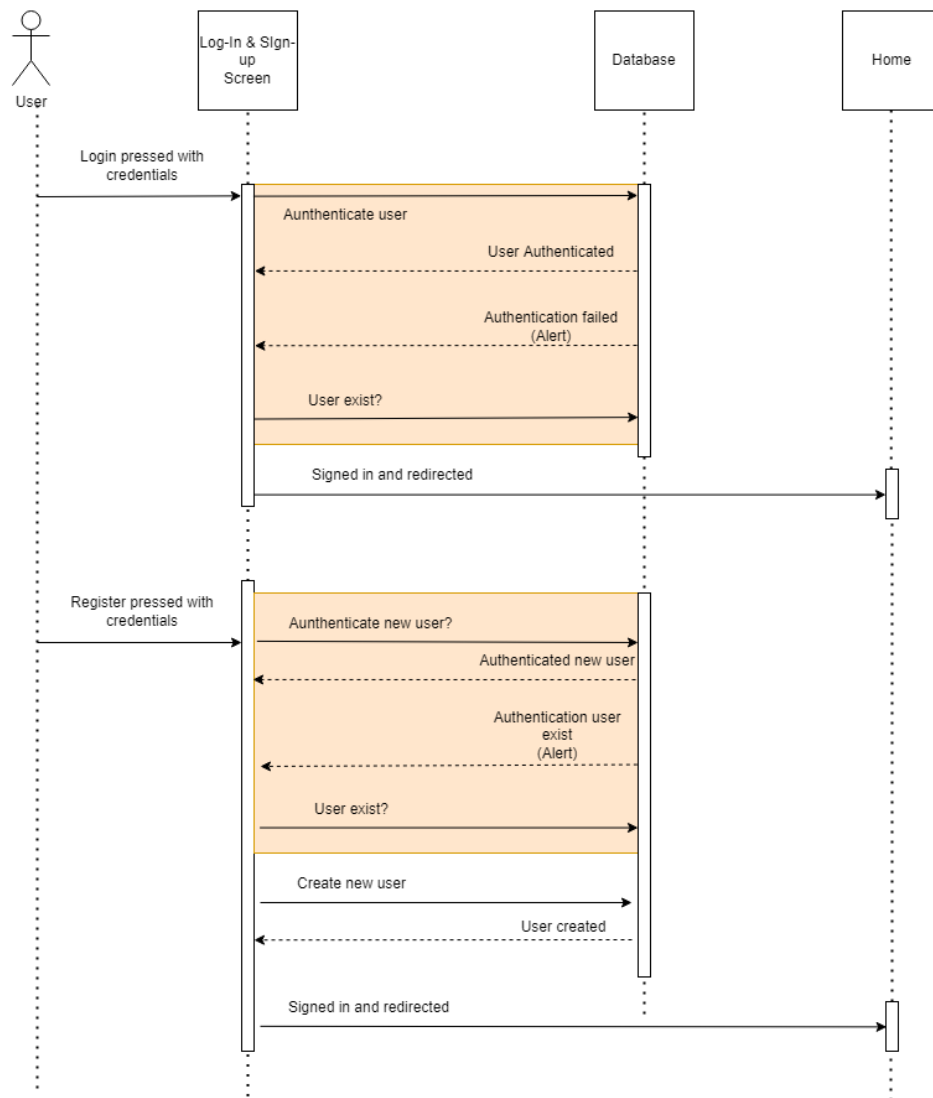 Log-In & SIgn-
up
Screen
Database
Home
User
Login pressed with
credentials
Aunthenticate user
User Authenticated
Authentication failed
(Alert)
User exist?
Signed in and redirected
Register pressed with
credentials
Aunthenticate new user?
Authenticated new user
Authentication user
exist
(Alert)
User exist?
Create new user
User created
Signed in and redirected